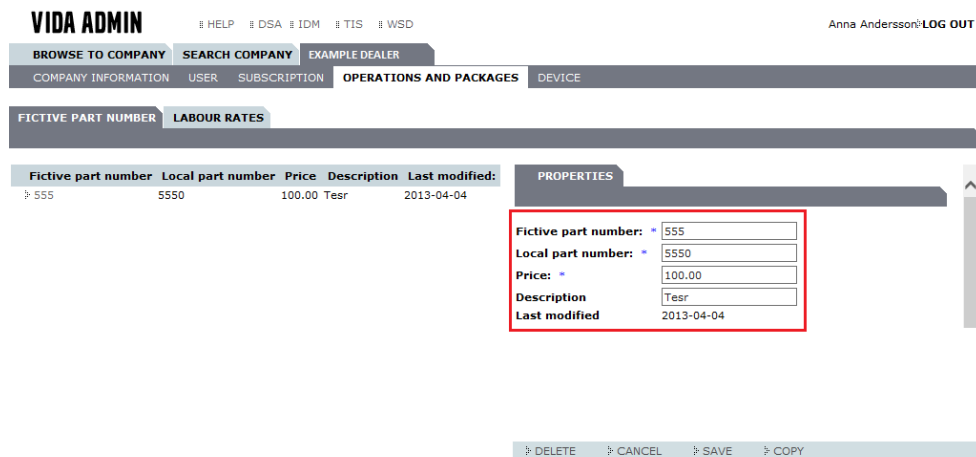 VIDA ADMIN HELP DSA IDM TIS WSD Anna Andersson LOG OUT
BROWSE TO COMPANY SEARCH COMPANY EXAMPLE DEALER
COMPANY INFORMATION USER SUBSCRIPTION OPERATIONS AND PACKAGES DEVICE
FICTIVE PART NUMBER LABOUR RATES
Fictive part number Local part number Price Description Last modified:
555 5550 100.00 Tesr 2013-04-04
PROPERTIES
Fictive part number: * 555
Local part number: * 5550
Price: * 100.00
Description Tesr
Last modified 2013-04-04
DELETE CANCEL SAVE COPY